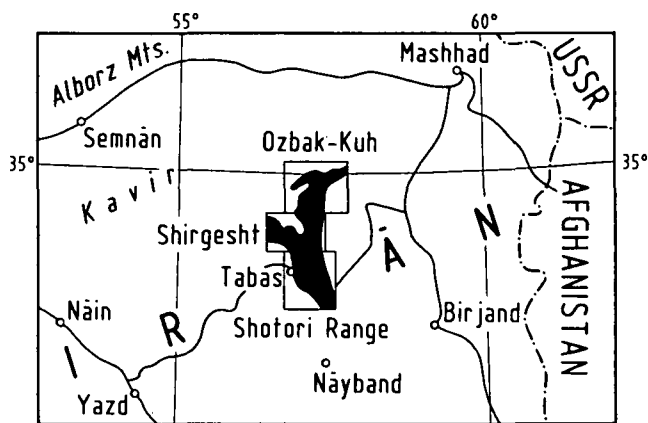 55° 60°
Alborz Mts.
Mashhad
USSR
Semnān
Ozbak-Kuh
35° 35°
Kavir
AFGHANISTAN
Shirgesht
Tabas
Nāin
Shotori Range
Birjand
I R Ā N
Nāyband
Yazd